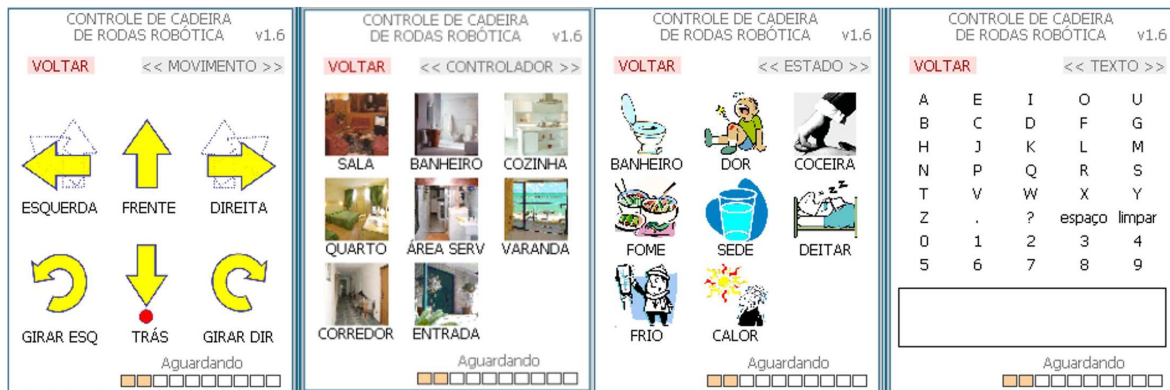 CONTROLE DE CADEIRA
DE RODAS ROBÓTICA v1.6
VOLTAR << MOVIMENTO >>
ESQUERDA FRENTE DIREITA
GIRAR ESQ TRÁS GIRAR DIR
Aguardando
CONTROLE DE CADEIRA
DE RODAS ROBÓTICA v1.6
VOLTAR << CONTROLADOR >>
SALA BANHEIRO COZINHA
QUARTO ÁREA SERV VARANDA
CORREDOR ENTRADA
Aguardando
CONTROLE DE CADEIRA
DE RODAS ROBÓTICA v1.6
VOLTAR << ESTADO >>
BANHEIRO DOR COCEIRA
FOME SEDE DEITAR
FRIO CALOR
Aguardando
CONTROLE DE CADEIRA
DE RODAS ROBÓTICA v1.6
VOLTAR << TEXTO >>
A E I O U
B C D F G
H J K L M
N P Q R S
T V W X Y
Z . ? espaço limpar
0 1 2 3 4
5 6 7 8 9
Aguardando